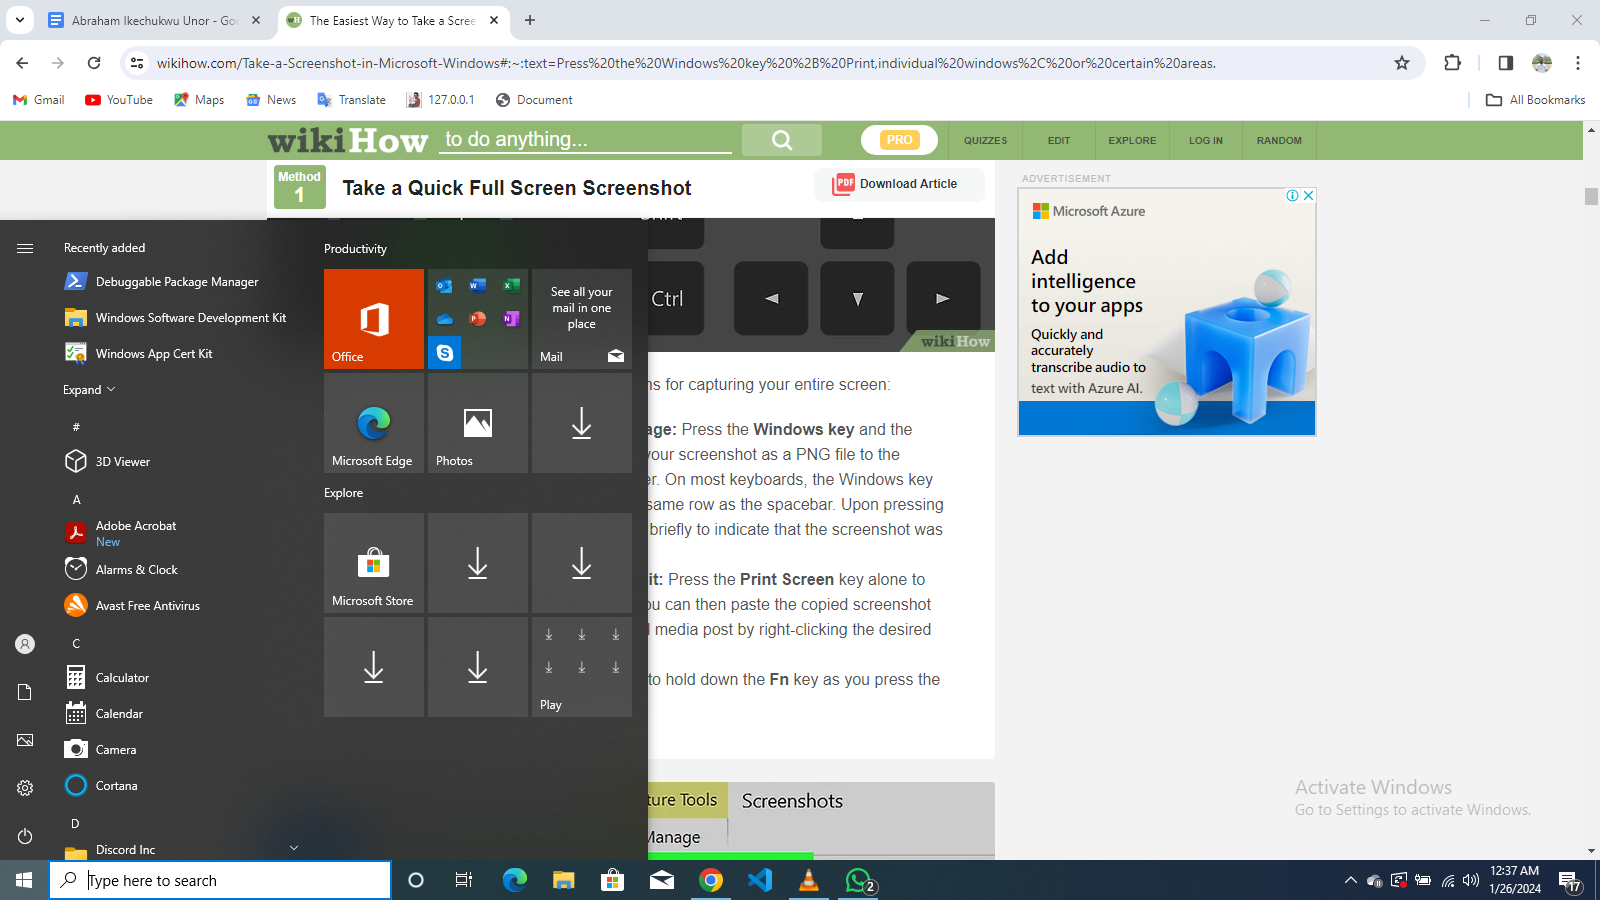 Abraham Ikechukwu Unor - Goo
The Easiest Way to Take a Scree
wikihow.com/Take-a-Screenshot-in-Microsoft-Windows#:~:text=Press%20the%20Windows%20key%20%2B%20Print,individual%20windows%2C%20or%20certain%20areas.
Gmail
YouTube
Maps
News
Translate
127.0.0.1
Document
All Bookmarks
wikiHow
to do anything...
PRO
QUIZZES
EDIT
EXPLORE
LOG IN
RANDOM
Method
1
Take a Quick Full Screen Screenshot
PDF
Download Article
ADVERTISEMENT
Microsoft Azure
Add
intelligence
to your apps
Quickly and
accurately
transcribe audio to
text with Azure AI.
Ctrl
wikiHow
ns for capturing your entire screen:
age: Press the Windows key and the
your screenshot as a PNG file to the
er. On most keyboards, the Windows key
same row as the spacebar. Upon pressing
briefly to indicate that the screenshot was
it: Press the Print Screen key alone to
ou can then paste the copied screenshot
l media post by right-clicking the desired
to hold down the Fn key as you press the
ture Tools
Screenshots
Manage
Recently added
Debuggable Package Manager
Windows Software Development Kit
Windows App Cert Kit
Expand
#
3D Viewer
A
Adobe Acrobat
New
Alarms & Clock
Avast Free Antivirus
C
Calculator
Calendar
Camera
Cortana
D
Discord Inc
Productivity
Office
See all your
mail in one
place
Mail
Microsoft Edge
Photos
Explore
Microsoft Store
Play
Activate Windows
Go to Settings to activate Windows.
Type here to search
2
12:37 AM
1/26/2024
17